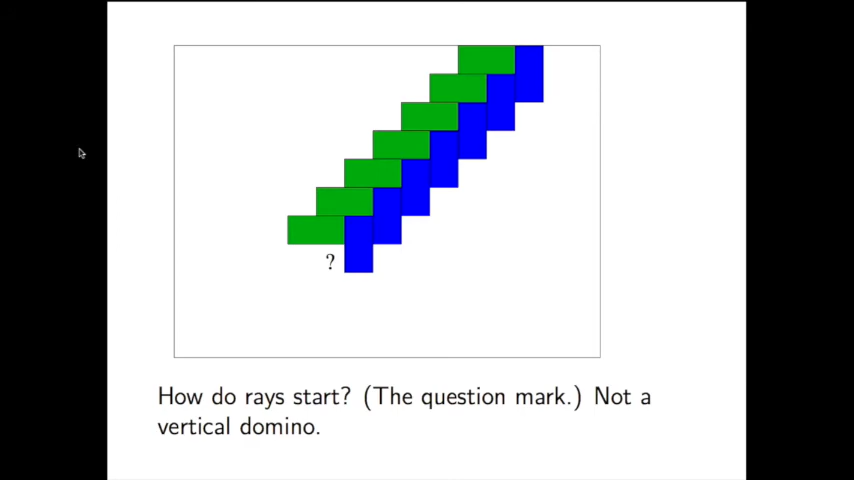 ?
How do rays start? (The question mark.) Not a
vertical domino.